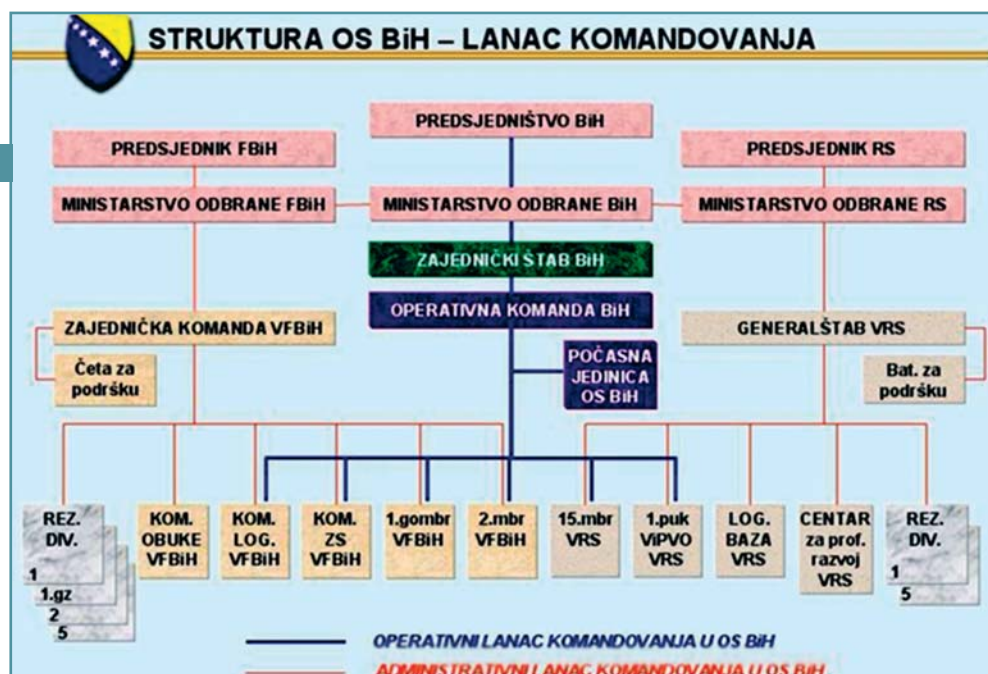 STRUKTURA OS BiH – LANAC KOMANDOVANJA
PREDSJEDNIŠTVO BiH
PREDSJEDNIK FBiH
PREDSJEDNIK RS
MINISTARSTVO ODBRANE FBiH
MINISTARSTVO ODBRANE BiH
MINISTARSTVO ODBRANE RS
ZAJEDNIČKI ŠTAB BiH
OPERATIVNA KOMANDA BiH
ZAJEDNIČKA KOMANDA VFBiH
GENERALŠTAB VRS
Četa za
podršku
POČASNA
JEDINICA
OS BiH
Bat. za
podršku
REZ.
DIV.
1
1.gz
2
5
KOM.
OBUKE
VFBiH
KOM.
LOG.
VFBiH
KOM.
ZS
VFBiH
1.gombr
VFBiH
2.mbr
VFBiH
15.mbr
VRS
1.puk
ViPVO
VRS
LOG.
BAZA
VRS
CENTAR
za prof.
razvoj
VRS
REZ.
DIV.
1
5
OPERATIVNI LANAC KOMANDOVANJA U OS BiH
ADMINISTRATIVNI LANAC KOMANDOVANJA U OS BiH